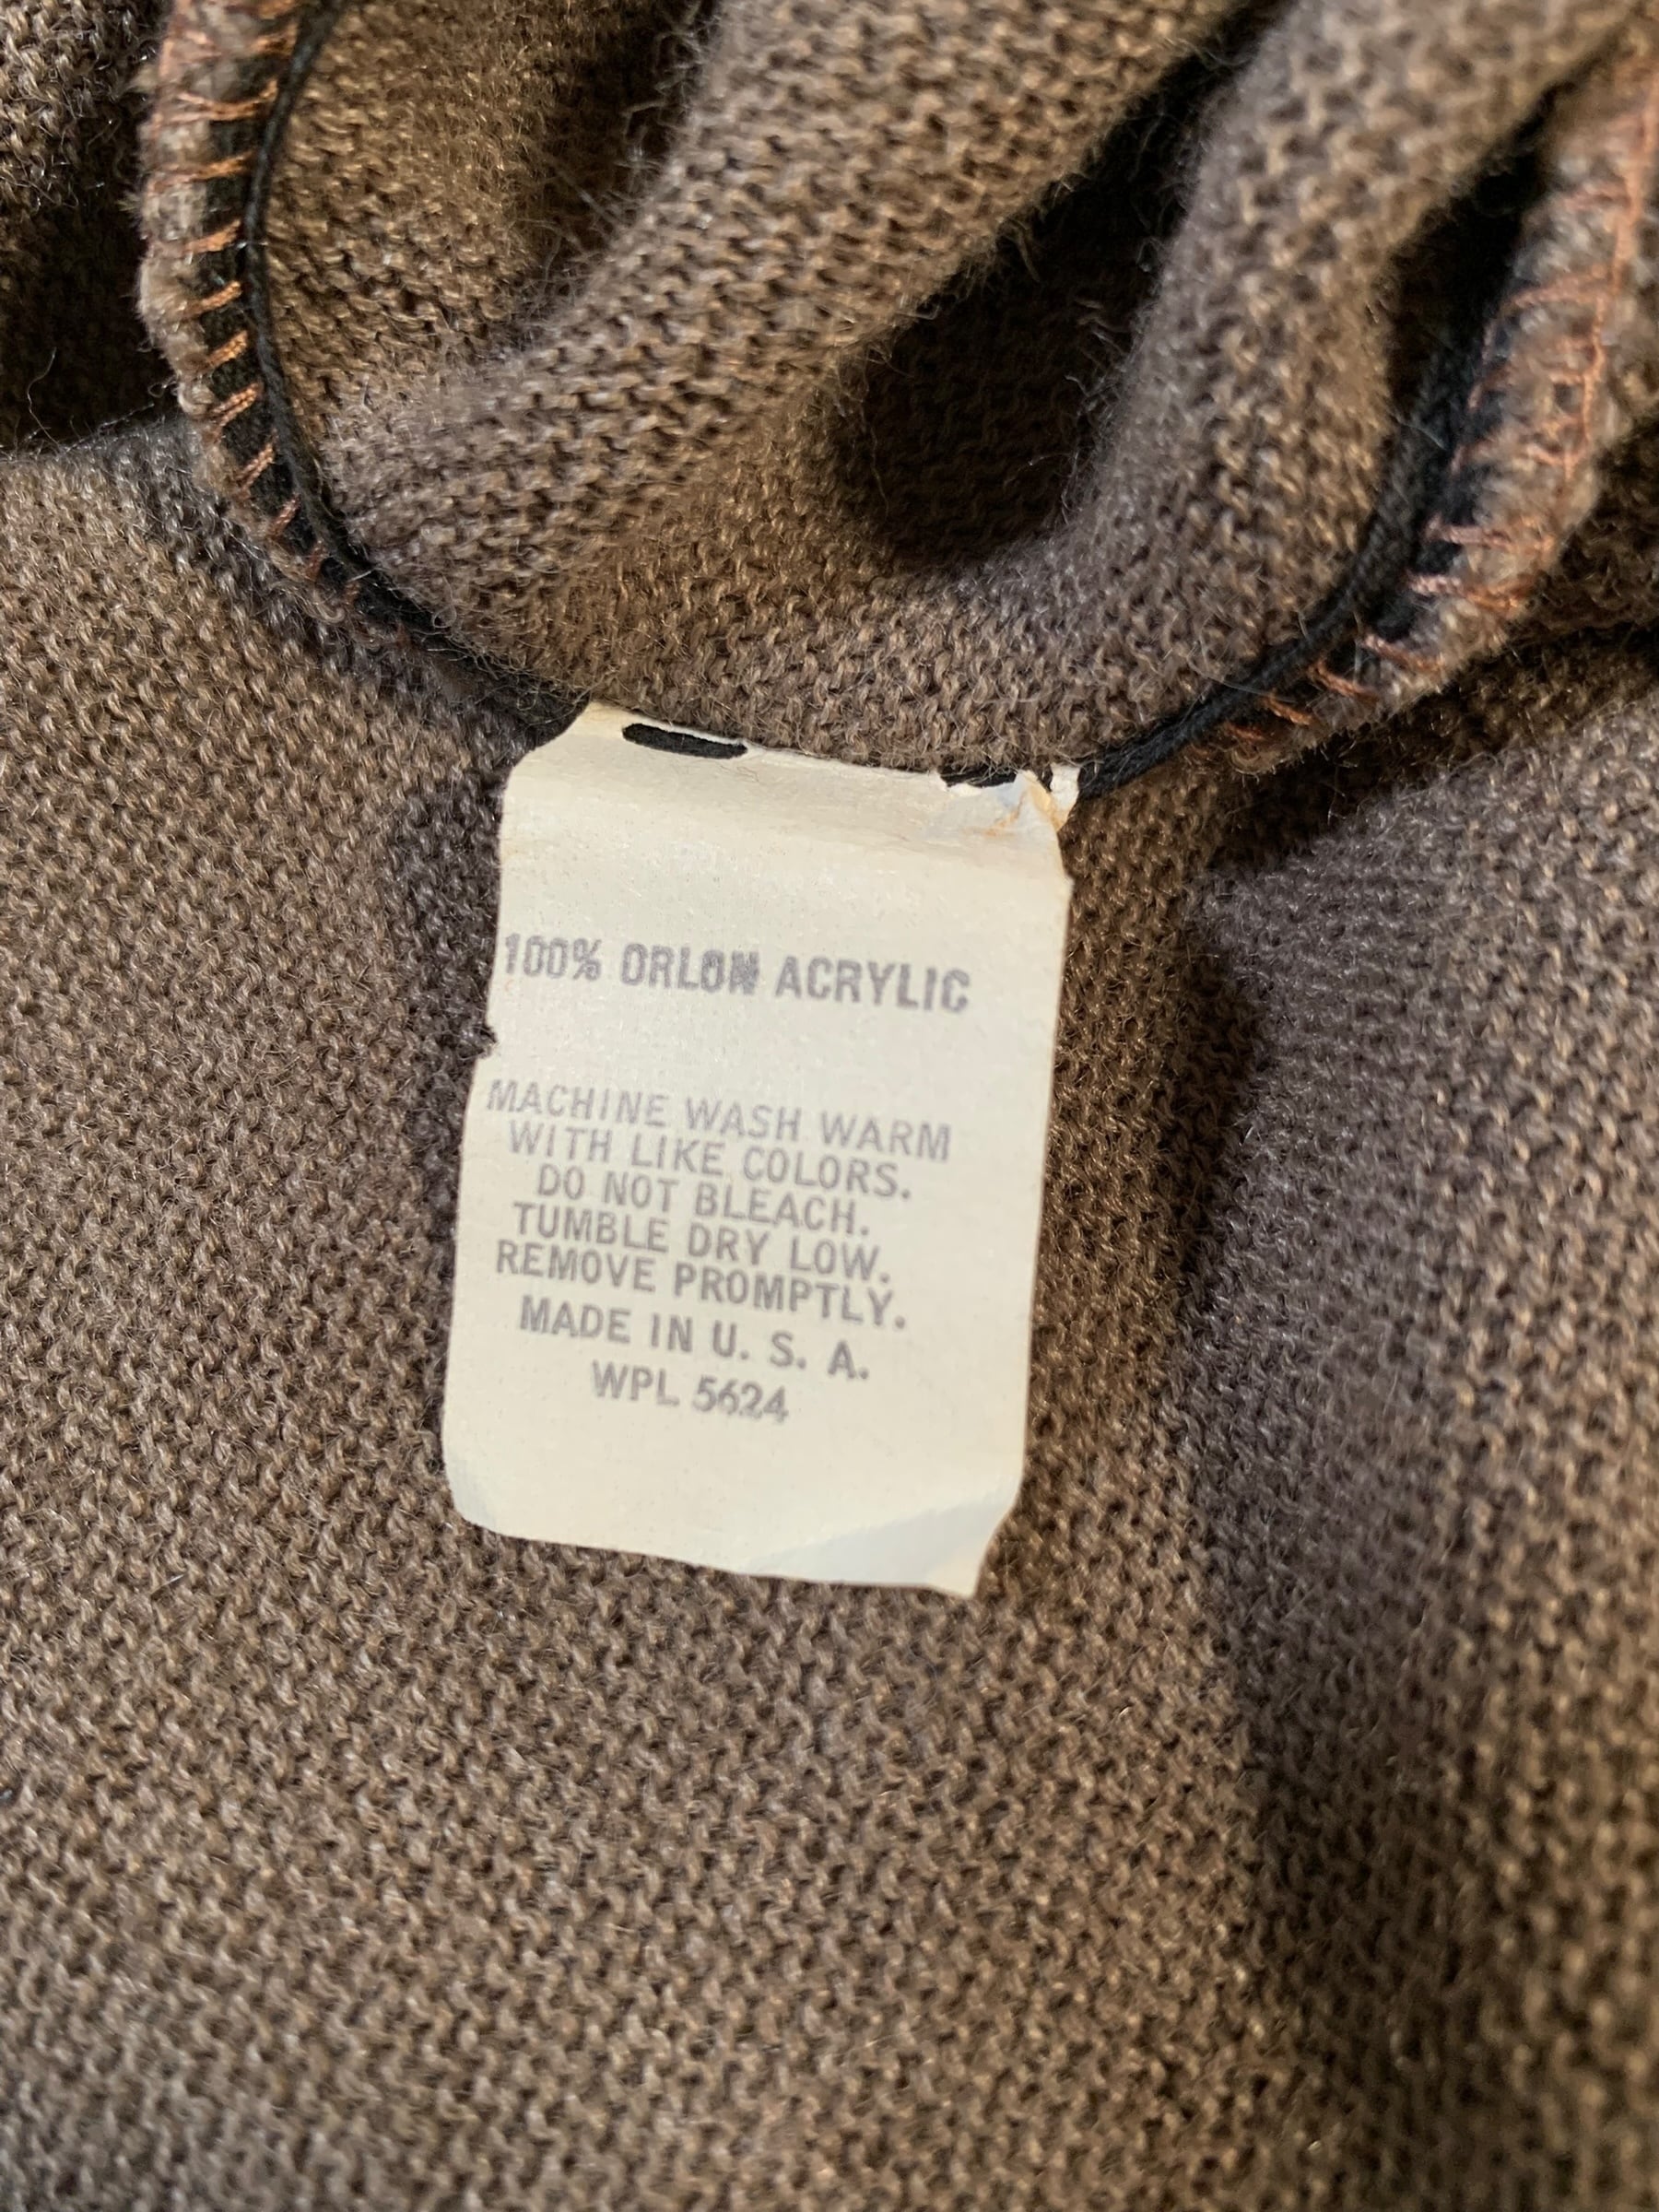 100% ORLON ACRYLIC
MACHINE WASH WARM
WITH LIKE COLORS.
DO NOT BLEACH.
TUMBLE DRY LOW.
REMOVE PROMPTLY.
MADE IN U. S. A.
WPL 5624